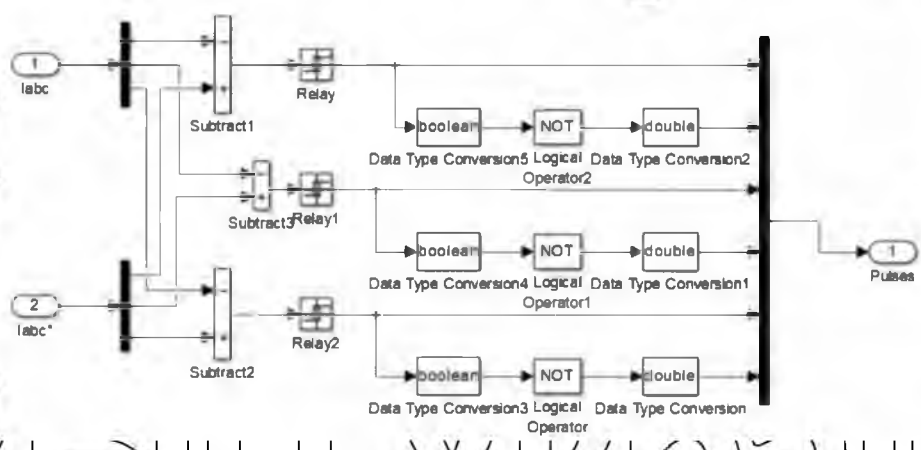 1
Iabc
−
+
Subtract1
Relay
boolean
NOT
double
Data Type Conversion5
Logical
Operator2
Data Type Conversion2
−
+
Subtract3
Relay1
boolean
NOT
double
Data Type Conversion4
Logical
Operator1
Data Type Conversion1
1
Pulses
2
Iabc*
−
+
Subtract2
Relay2
boolean
NOT
double
Data Type Conversion3
Logical
Operator
Data Type Conversion